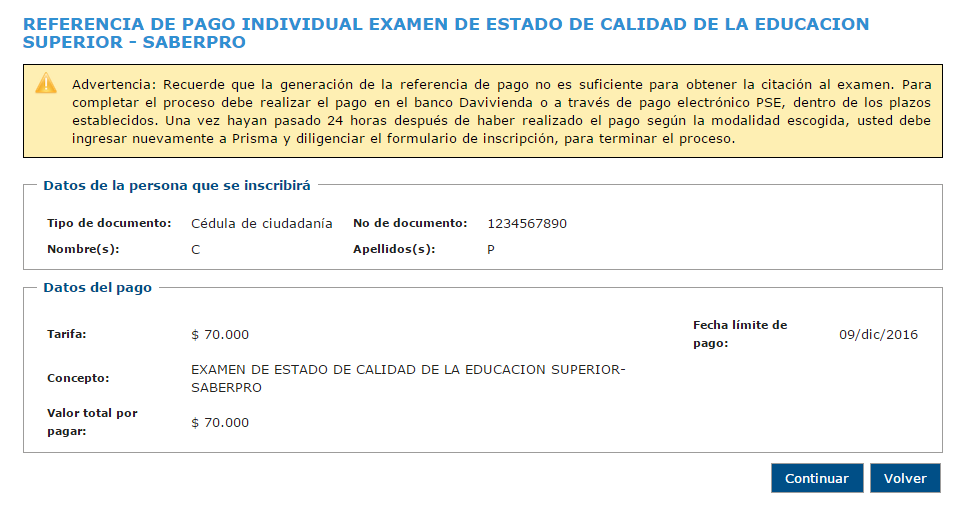 REFERENCIA DE PAGO INDIVIDUAL EXAMEN DE ESTADO DE CALIDAD DE LA EDUCACION
SUPERIOR - SABERPRO
Advertencia: Recuerde que la generación de la referencia de pago no es suficiente para obtener la citación al examen. Para
completar el proceso debe realizar el pago en el banco Davivienda o a través de pago electrónico PSE, dentro de los plazos
establecidos. Una vez hayan pasado 24 horas después de haber realizado el pago según la modalidad escogida, usted debe
ingresar nuevamente a Prisma y diligenciar el formulario de inscripción, para terminar el proceso.
Datos de la persona que se inscribirá
Tipo de documento: Cédula de ciudadanía No de documento: 1234567890
Nombre(s): C Apellidos(s): P
Datos del pago
Tarifa: $ 70.000 Fecha límite de
pago: 09/dic/2016
Concepto: EXAMEN DE ESTADO DE CALIDAD DE LA EDUCACION SUPERIOR-
SABERPRO
Valor total por
pagar: $ 70.000
Continuar Volver